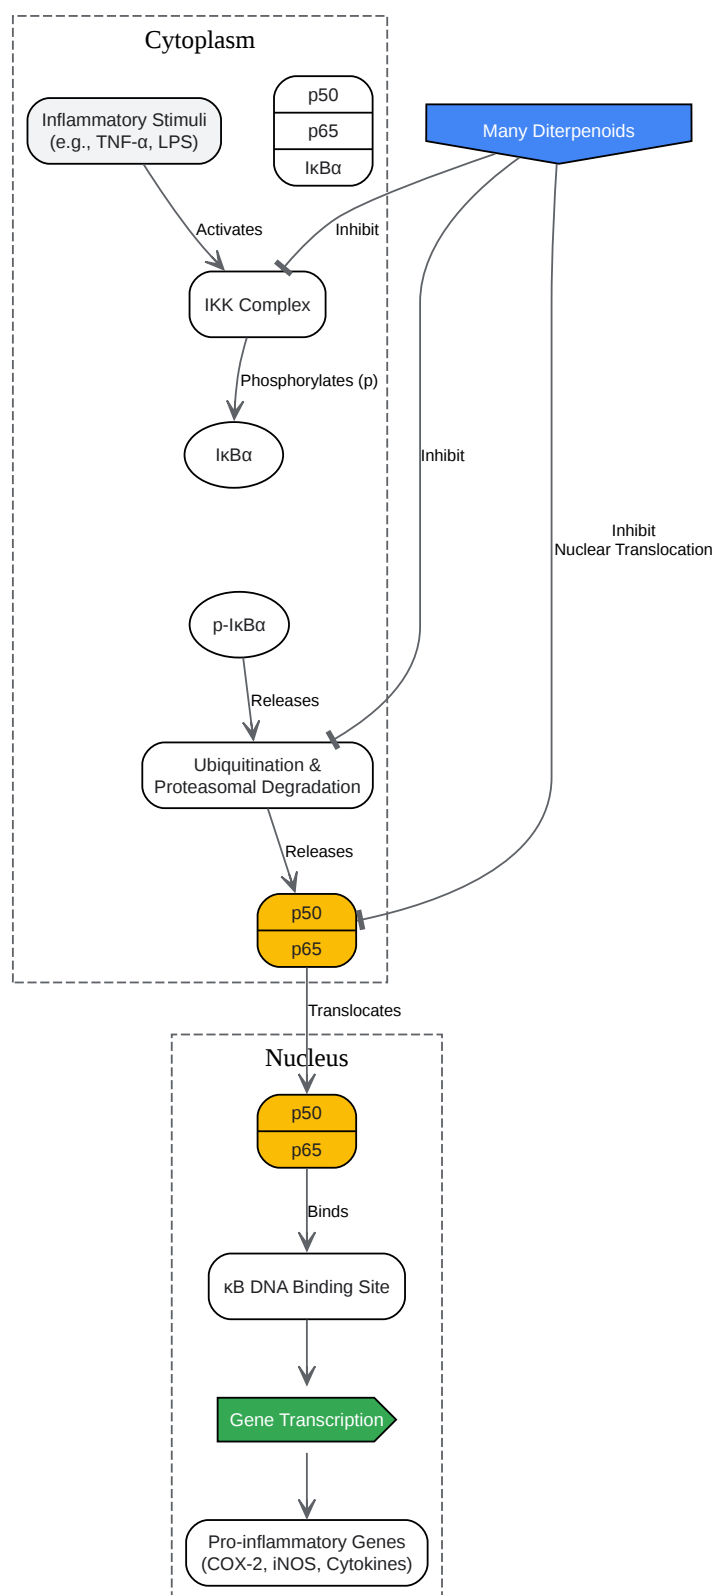 Cytoplasm
Inflammatory Stimuli
(e.g., TNF-α, LPS)
p50
p65
IκBα
Many Diterpenoids
Activates
Inhibit
IKK Complex
Phosphorylates (p)
IκBα
Inhibit
Inhibit
Nuclear Translocation
p-IκBα
Releases
Ubiquitination &
Proteasomal Degradation
Releases
p50
p65
Translocates
Nucleus
p50
p65
Binds
κB DNA Binding Site
Gene Transcription
Pro-inflammatory Genes
(COX-2, iNOS, Cytokines)